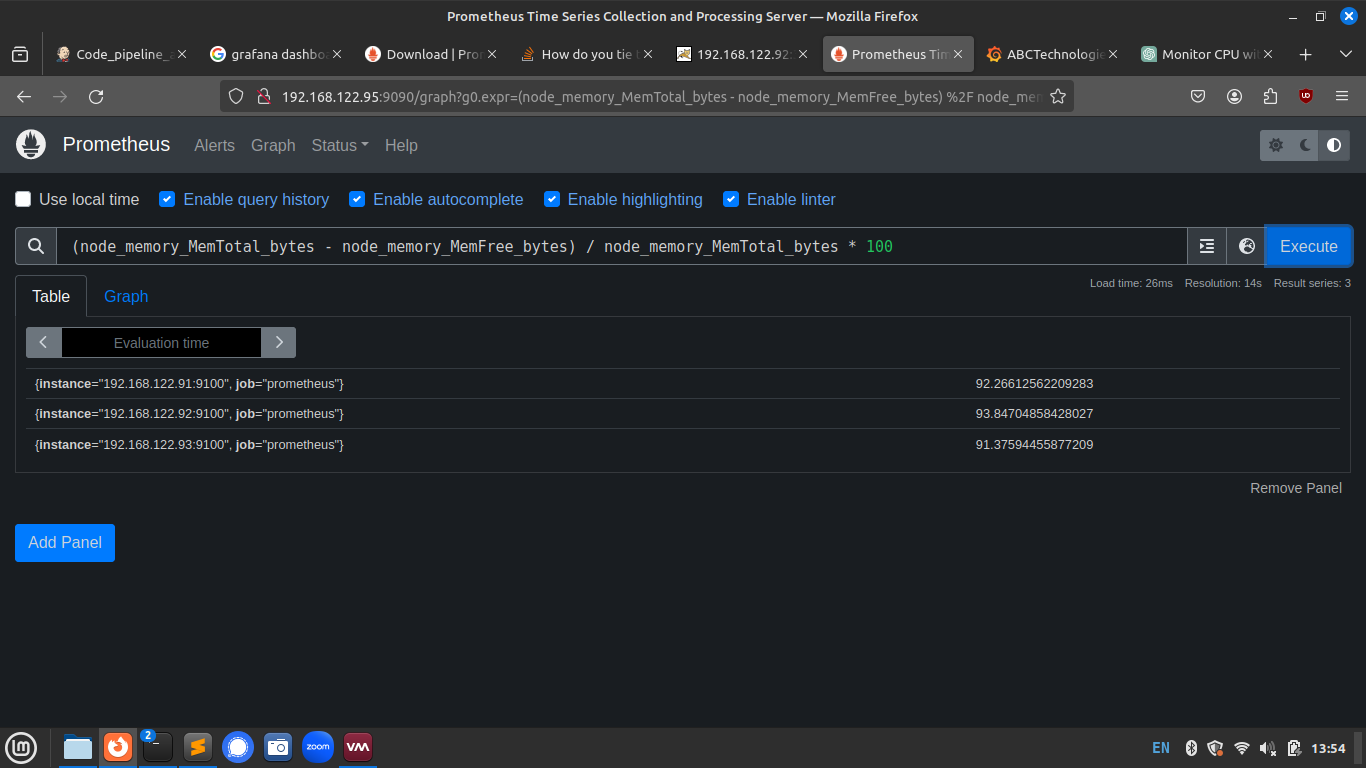 Prometheus Time Series Collection and Processing Server — Mozilla Firefox
Code_pipeline_a
grafana dashbo
Download | Pro
How do you tie
192.168.122.92:
Prometheus Tim
ABCTechnologie
Monitor CPU wit
192.168.122.95:9090/graph?g0.expr=(node_memory_MemTotal_bytes - node_memory_MemFree_bytes) %2F node_mem
Prometheus Alerts Graph Status Help
Use local time Enable query history Enable autocomplete Enable highlighting Enable linter
(node_memory_MemTotal_bytes - node_memory_MemFree_bytes) / node_memory_MemTotal_bytes * 100
Execute
Load time: 26ms Resolution: 14s Result series: 3
Table Graph
Evaluation time
{instance="192.168.122.91:9100", job="prometheus"} 92.26612562209283
{instance="192.168.122.92:9100", job="prometheus"} 93.84704858428027
{instance="192.168.122.93:9100", job="prometheus"} 91.37594455877209
Remove Panel
Add Panel
2
zoom
EN
13:54